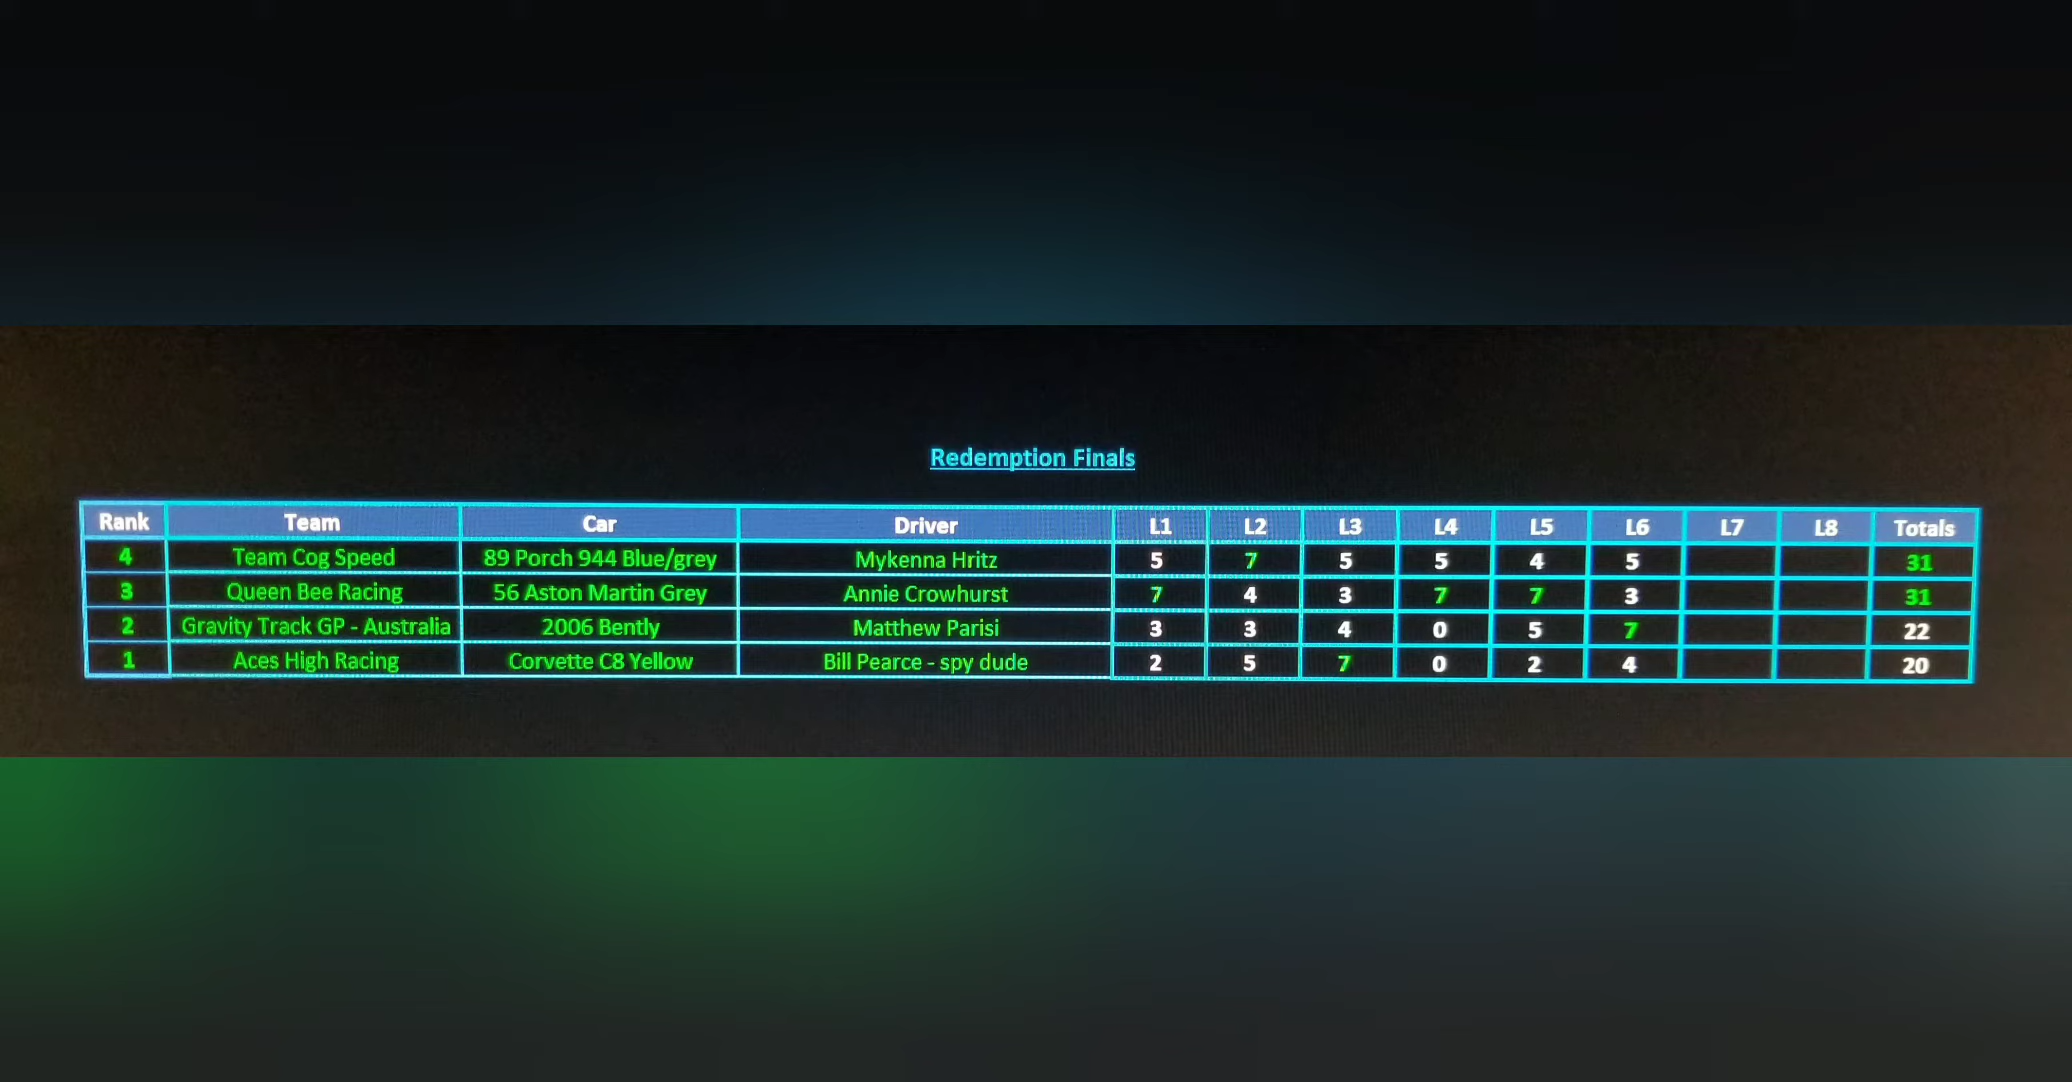 Redemption Finals
Rank Team Car Driver L1 L2 L3 L4 L5 L6 L7 L8 Totals
4 Team Cog Speed 89 Porch 944 Blue/grey Mykenna Hritz 5 7 5 5 4 5 31
3 Queen Bee Racing 56 Aston Martin Grey Annie Crowhurst 7 4 3 7 7 3 31
2 Gravity Track GP - Australia 2006 Bently Matthew Parisi 3 3 4 0 5 7 22
1 Aces High Racing Corvette C8 Yellow Bill Pearce - spy dude 2 5 7 0 2 4 20